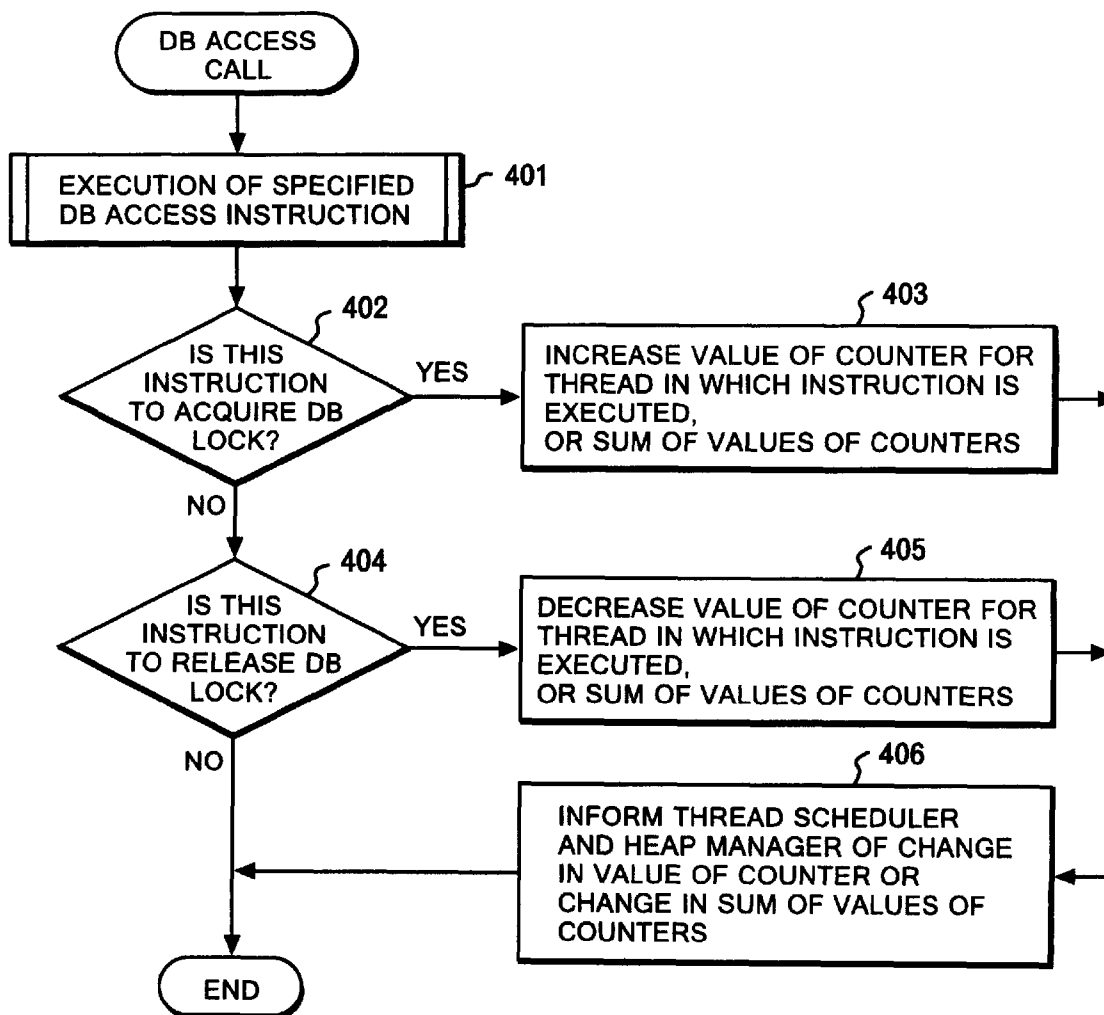 DB ACCESS
CALL
EXECUTION OF SPECIFIED
DB ACCESS INSTRUCTION
401
402
IS THIS
INSTRUCTION
TO ACQUIRE DB
LOCK?
YES
NO
403
INCREASE VALUE OF COUNTER FOR
THREAD IN WHICH INSTRUCTION IS
EXECUTED,
OR SUM OF VALUES OF COUNTERS
404
IS THIS
INSTRUCTION
TO RELEASE DB
LOCK?
YES
NO
405
DECREASE VALUE OF COUNTER FOR
THREAD IN WHICH INSTRUCTION IS
EXECUTED,
OR SUM OF VALUES OF COUNTERS
406
INFORM THREAD SCHEDULER
AND HEAP MANAGER OF CHANGE
IN VALUE OF COUNTER OR
CHANGE IN SUM OF VALUES OF
COUNTERS
END